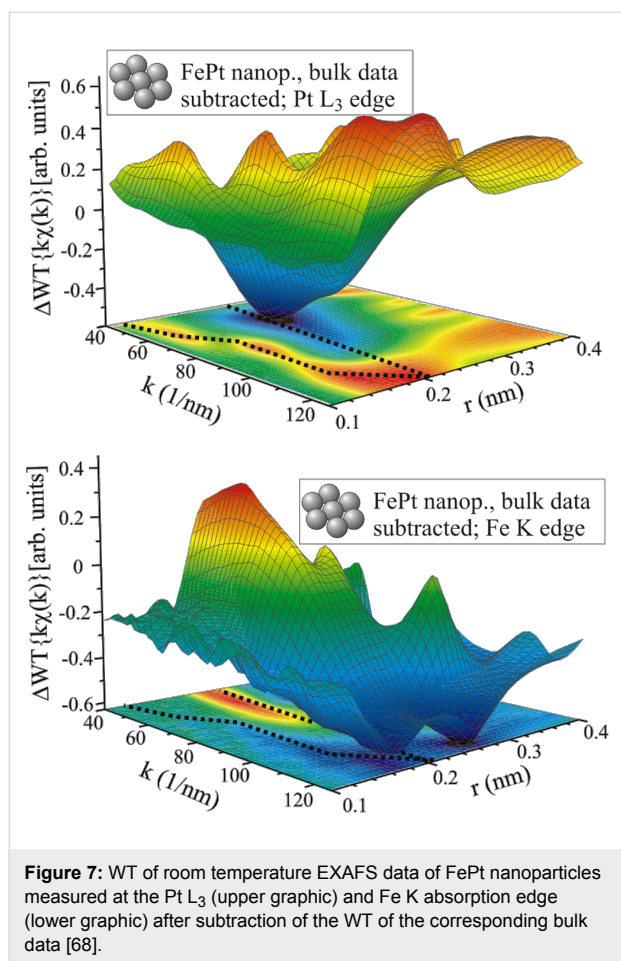 FePt nanop., bulk data
subtracted; Pt L₃ edge
ΔWT{kχ(k)}[arb. units]
0.6
0.4
0.2
0
-0.2
-0.4
40
60
80
100
120
k (1/nm)
0.1
0.2
0.3
0.4
r (nm)
FePt nanop., bulk data
subtracted; Fe K edge
ΔWT{kχ(k)}[arb. units]
0.4
0.2
0
-0.2
-0.4
-0.6
40
60
80
100
120
k (1/nm)
0.1
0.2
0.3
0.4
r (nm)
Figure 7: WT of room temperature EXAFS data of FePt nanoparticles
measured at the Pt L₃ (upper graphic) and Fe K absorption edge
(lower graphic) after subtraction of the WT of the corresponding bulk
data [68].